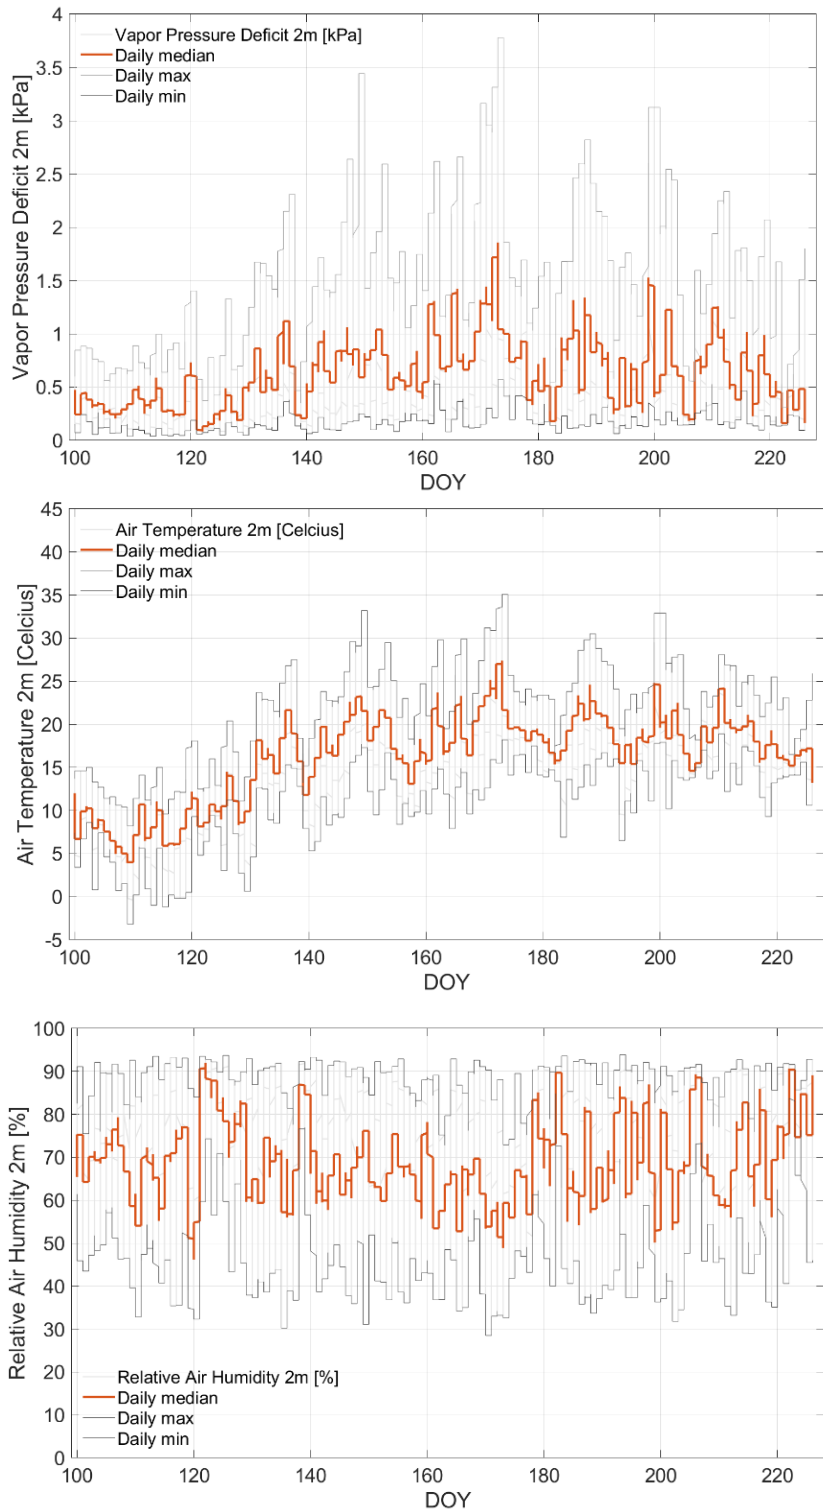 4
3.5
3
2.5
2
1.5
1
0.5
0
Vapor Pressure Deficit 2m [kPa]
Vapor Pressure Deficit 2m [kPa]
Daily median
Daily max
Daily min
100 120 140 160 180 200 220
DOY
45
40
35
30
25
20
15
10
5
0
-5
Air Temperature 2m [Celcius]
Air Temperature 2m [Celcius]
Daily median
Daily max
Daily min
100 120 140 160 180 200 220
DOY
100
90
80
70
60
50
40
30
20
10
0
Relative Air Humidity 2m [%]
Relative Air Humidity 2m [%]
Daily median
Daily max
Daily min
100 120 140 160 180 200 220
DOY